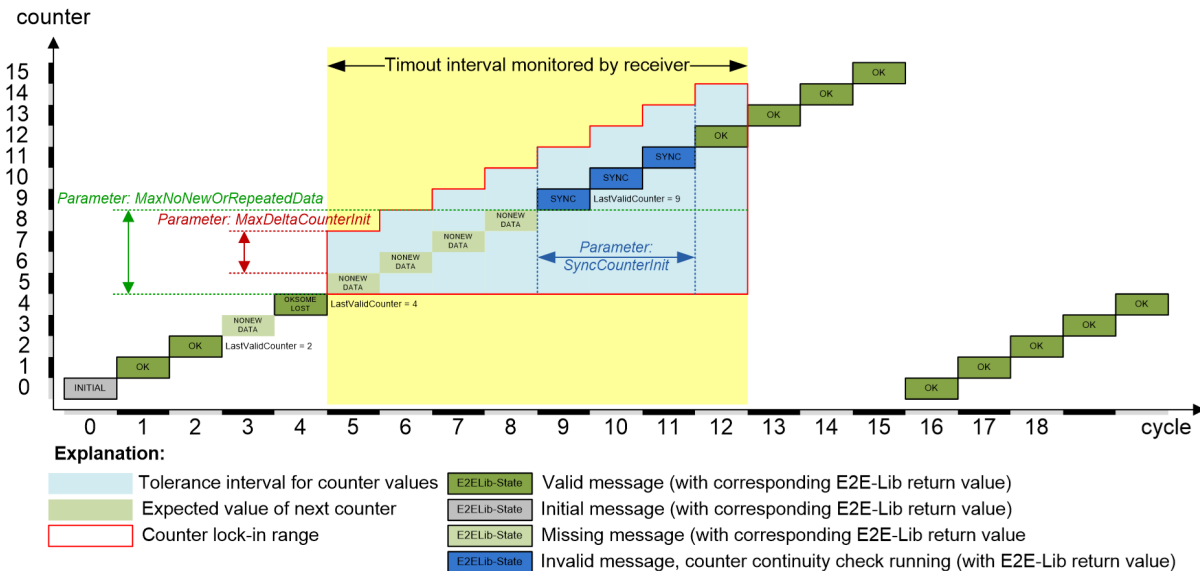 counter
15
14
13
12
11
10
9
8
7
6
5
4
3
2
1
0
Timout interval monitored by receiver
Parameter: MaxNoNewOrRepeatedData
Parameter: MaxDeltaCounterInit
Parameter:
SyncCounterInit
INITIAL
OK
OK
NONEW
DATA
LastValidCounter = 2
OKSOME
LOST
LastValidCounter = 4
NONEW
DATA
NONEW
DATA
NONEW
DATA
NONEW
DATA
SYNC
LastValidCounter = 9
SYNC
SYNC
OK
OK
OK
OK
OK
OK
OK
OK
OK
0 1 2 3 4 5 6 7 8 9 10 11 12 13 14 15 16 17 18 cycle
Explanation:
Tolerance interval for counter values
Expected value of next counter
Counter lock-in range
E2ELib-State Valid message (with corresponding E2E-Lib return value)
E2ELib-State Initial message (with corresponding E2E-Lib return value)
E2ELib-State Missing message (with corresponding E2E-Lib return value
E2ELib-State Invalid message, counter continuity check running (with E2E-Lib return value)